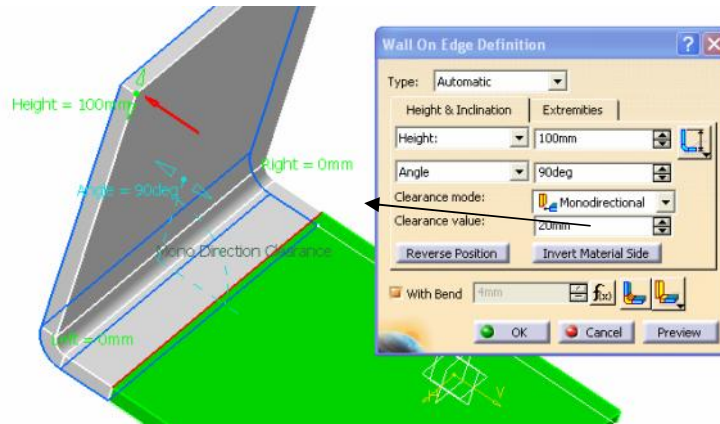 Wall On Edge Definition
Type: Automatic
Height & Inclination Extremities
Height: 100mm
Angle 90deg
Clearance mode: Monodirectional
Clearance value: 20mm
Reverse Position Invert Material Side
With Bend 4mm f(x)
OK Cancel Preview
Height = 100mm
Right = 0mm
Angle = 90deg
Mono Direction Clearance
Left = 0mm
H V